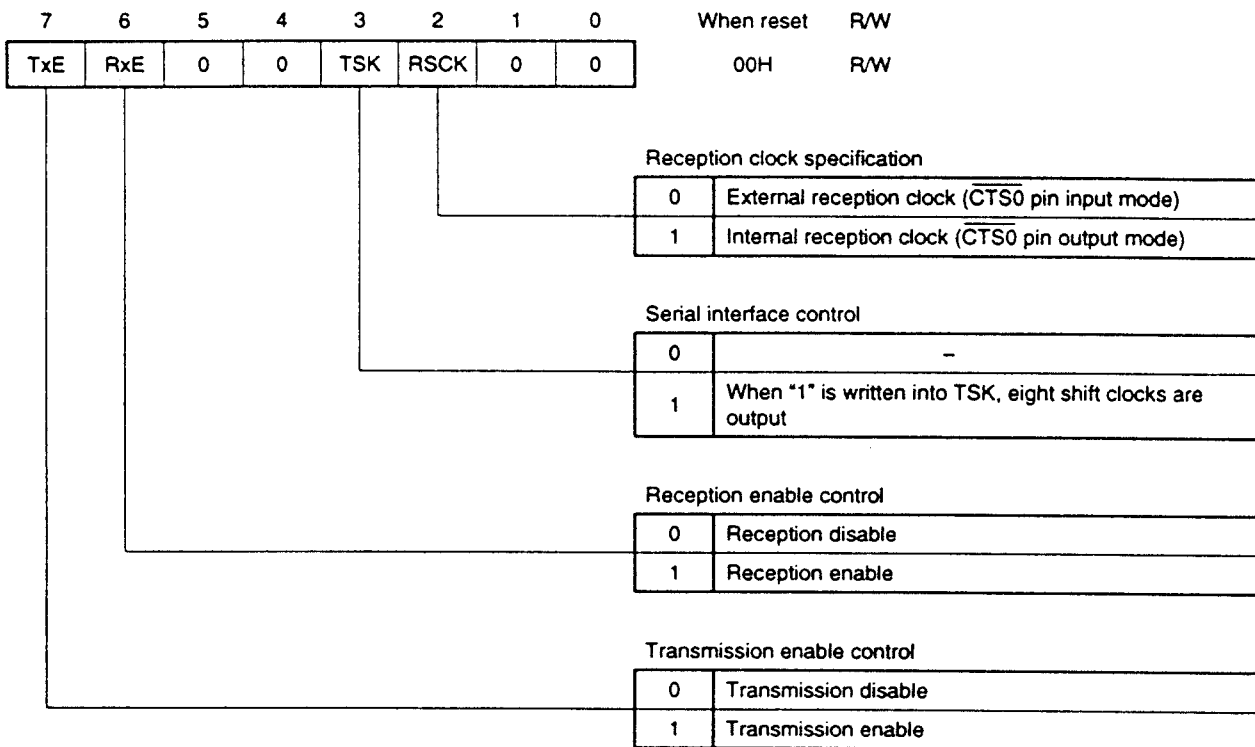 7 6 5 4 3 2 1 0 When reset R/W
TxE RxE 0 0 TSK RSCK 0 0 00H R/W
Reception clock specification
0 External reception clock (C̅T̅S̅0̅ pin input mode)
1 Internal reception clock (C̅T̅S̅0̅ pin output mode)
Serial interface control
0 –
1 When "1" is written into TSK, eight shift clocks are
output
Reception enable control
0 Reception disable
1 Reception enable
Transmission enable control
0 Transmission disable
1 Transmission enable